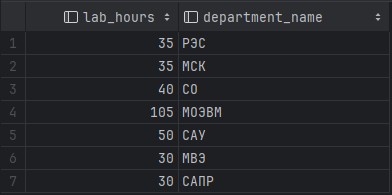 lab_hours department_name
1 35 РЭС
2 35 МСК
3 40 СО
4 105 МОЭВМ
5 50 САУ
6 30 МВЭ
7 30 САПР